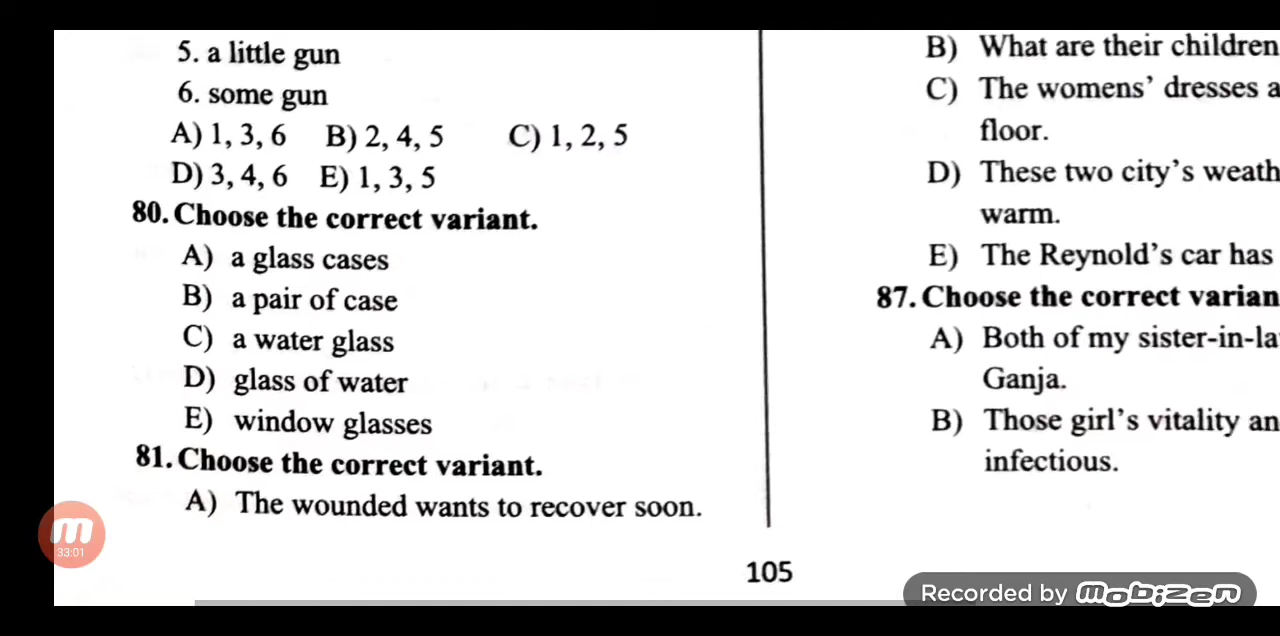 5. a little gun
6. some gun
A) 1, 3, 6 B) 2, 4, 5 C) 1, 2, 5
D) 3, 4, 6 E) 1, 3, 5
80. Choose the correct variant.
A) a glass cases
B) a pair of case
C) a water glass
D) glass of water
E) window glasses
81. Choose the correct variant.
A) The wounded wants to recover soon.
B) What are their children
C) The womens' dresses a
floor.
D) These two city's weath
warm.
E) The Reynold's car has
87. Choose the correct varian
A) Both of my sister-in-la
Ganja.
B) Those girl's vitality an
infectious.
105
33:01
Recorded by mobizen